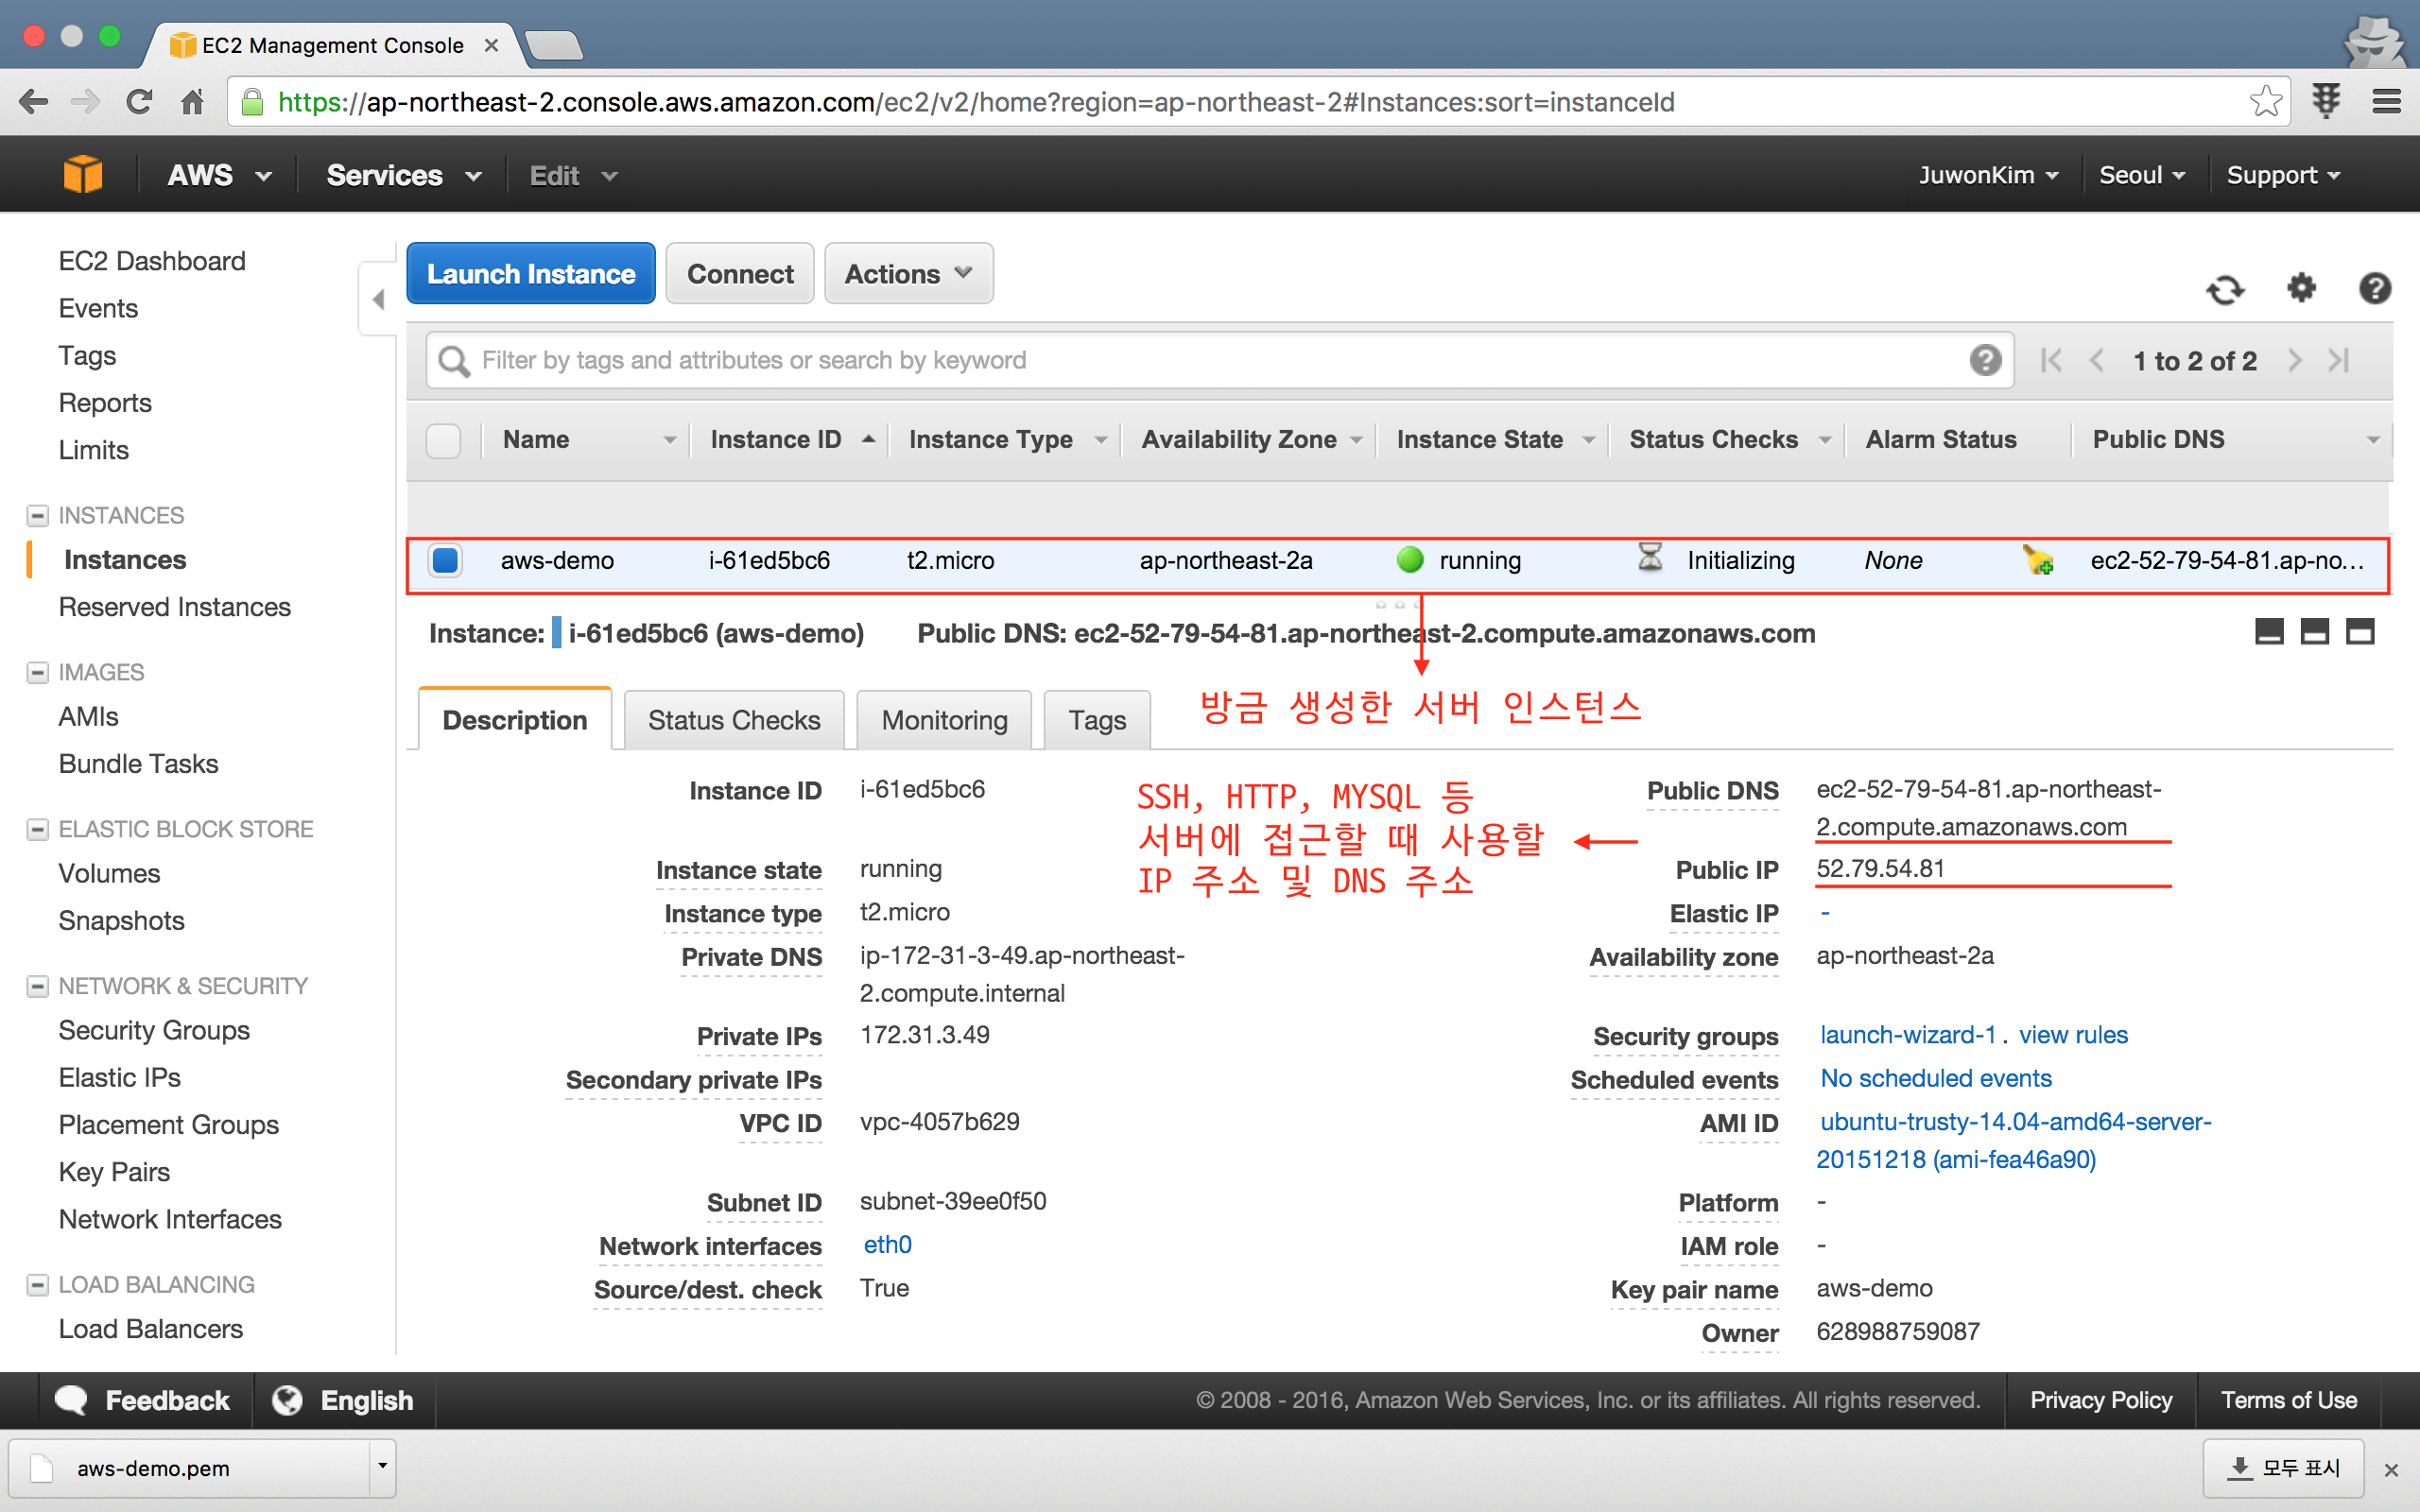 EC2 Management Console
https://ap-northeast-2.console.aws.amazon.com/ec2/v2/home?region=ap-northeast-2#Instances:sort=instanceId
AWS Services Edit JuwonKim Seoul Support
EC2 Dashboard
Events
Tags
Reports
Limits
INSTANCES
Instances
Reserved Instances
IMAGES
AMIs
Bundle Tasks
ELASTIC BLOCK STORE
Volumes
Snapshots
NETWORK & SECURITY
Security Groups
Elastic IPs
Placement Groups
Key Pairs
Network Interfaces
LOAD BALANCING
Load Balancers
Launch Instance Connect Actions
Filter by tags and attributes or search by keyword 1 to 2 of 2
Name Instance ID Instance Type Availability Zone Instance State Status Checks Alarm Status Public DNS
aws-demo i-61ed5bc6 t2.micro ap-northeast-2a running Initializing None ec2-52-79-54-81.ap-no...
Instance: i-61ed5bc6 (aws-demo) Public DNS: ec2-52-79-54-81.ap-northeast-2.compute.amazonaws.com
방금 생성한 서버 인스턴스
Description Status Checks Monitoring Tags
SSH, HTTP, MYSQL 등
서버에 접근할 때 사용할
IP 주소 및 DNS 주소
Instance ID i-61ed5bc6
Instance state running
Instance type t2.micro
Private DNS ip-172-31-3-49.ap-northeast-
2.compute.internal
Private IPs 172.31.3.49
Secondary private IPs
VPC ID vpc-4057b629
Subnet ID subnet-39ee0f50
Network interfaces eth0
Source/dest. check True
Public DNS ec2-52-79-54-81.ap-northeast-
2.compute.amazonaws.com
Public IP 52.79.54.81
Elastic IP -
Availability zone ap-northeast-2a
Security groups launch-wizard-1. view rules
Scheduled events No scheduled events
AMI ID ubuntu-trusty-14.04-amd64-server-
20151218 (ami-fea46a90)
Platform -
IAM role -
Key pair name aws-demo
Owner 628988759087
Feedback English © 2008 - 2016, Amazon Web Services, Inc. or its affiliates. All rights reserved. Privacy Policy Terms of Use
aws-demo.pem 모두 표시